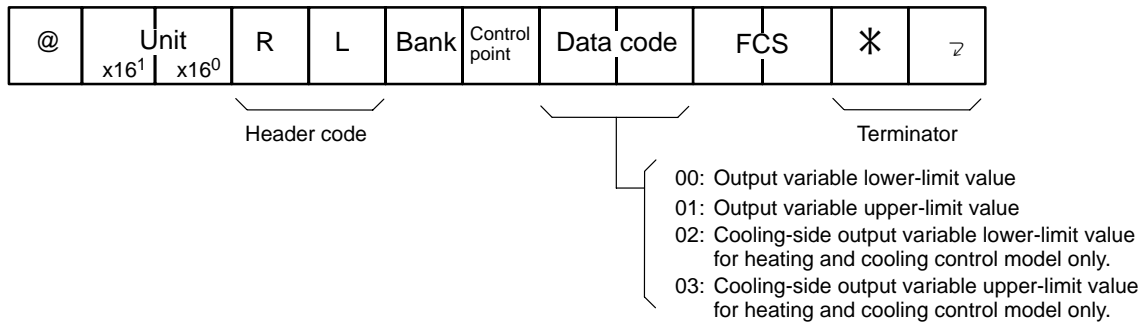 @ Unit x16¹ x16⁰ R L Bank Control point Data code FCS * ↵
Header code
Terminator
00: Output variable lower-limit value
01: Output variable upper-limit value
02: Cooling-side output variable lower-limit value
for heating and cooling control model only.
03: Cooling-side output variable upper-limit value
for heating and cooling control model only.